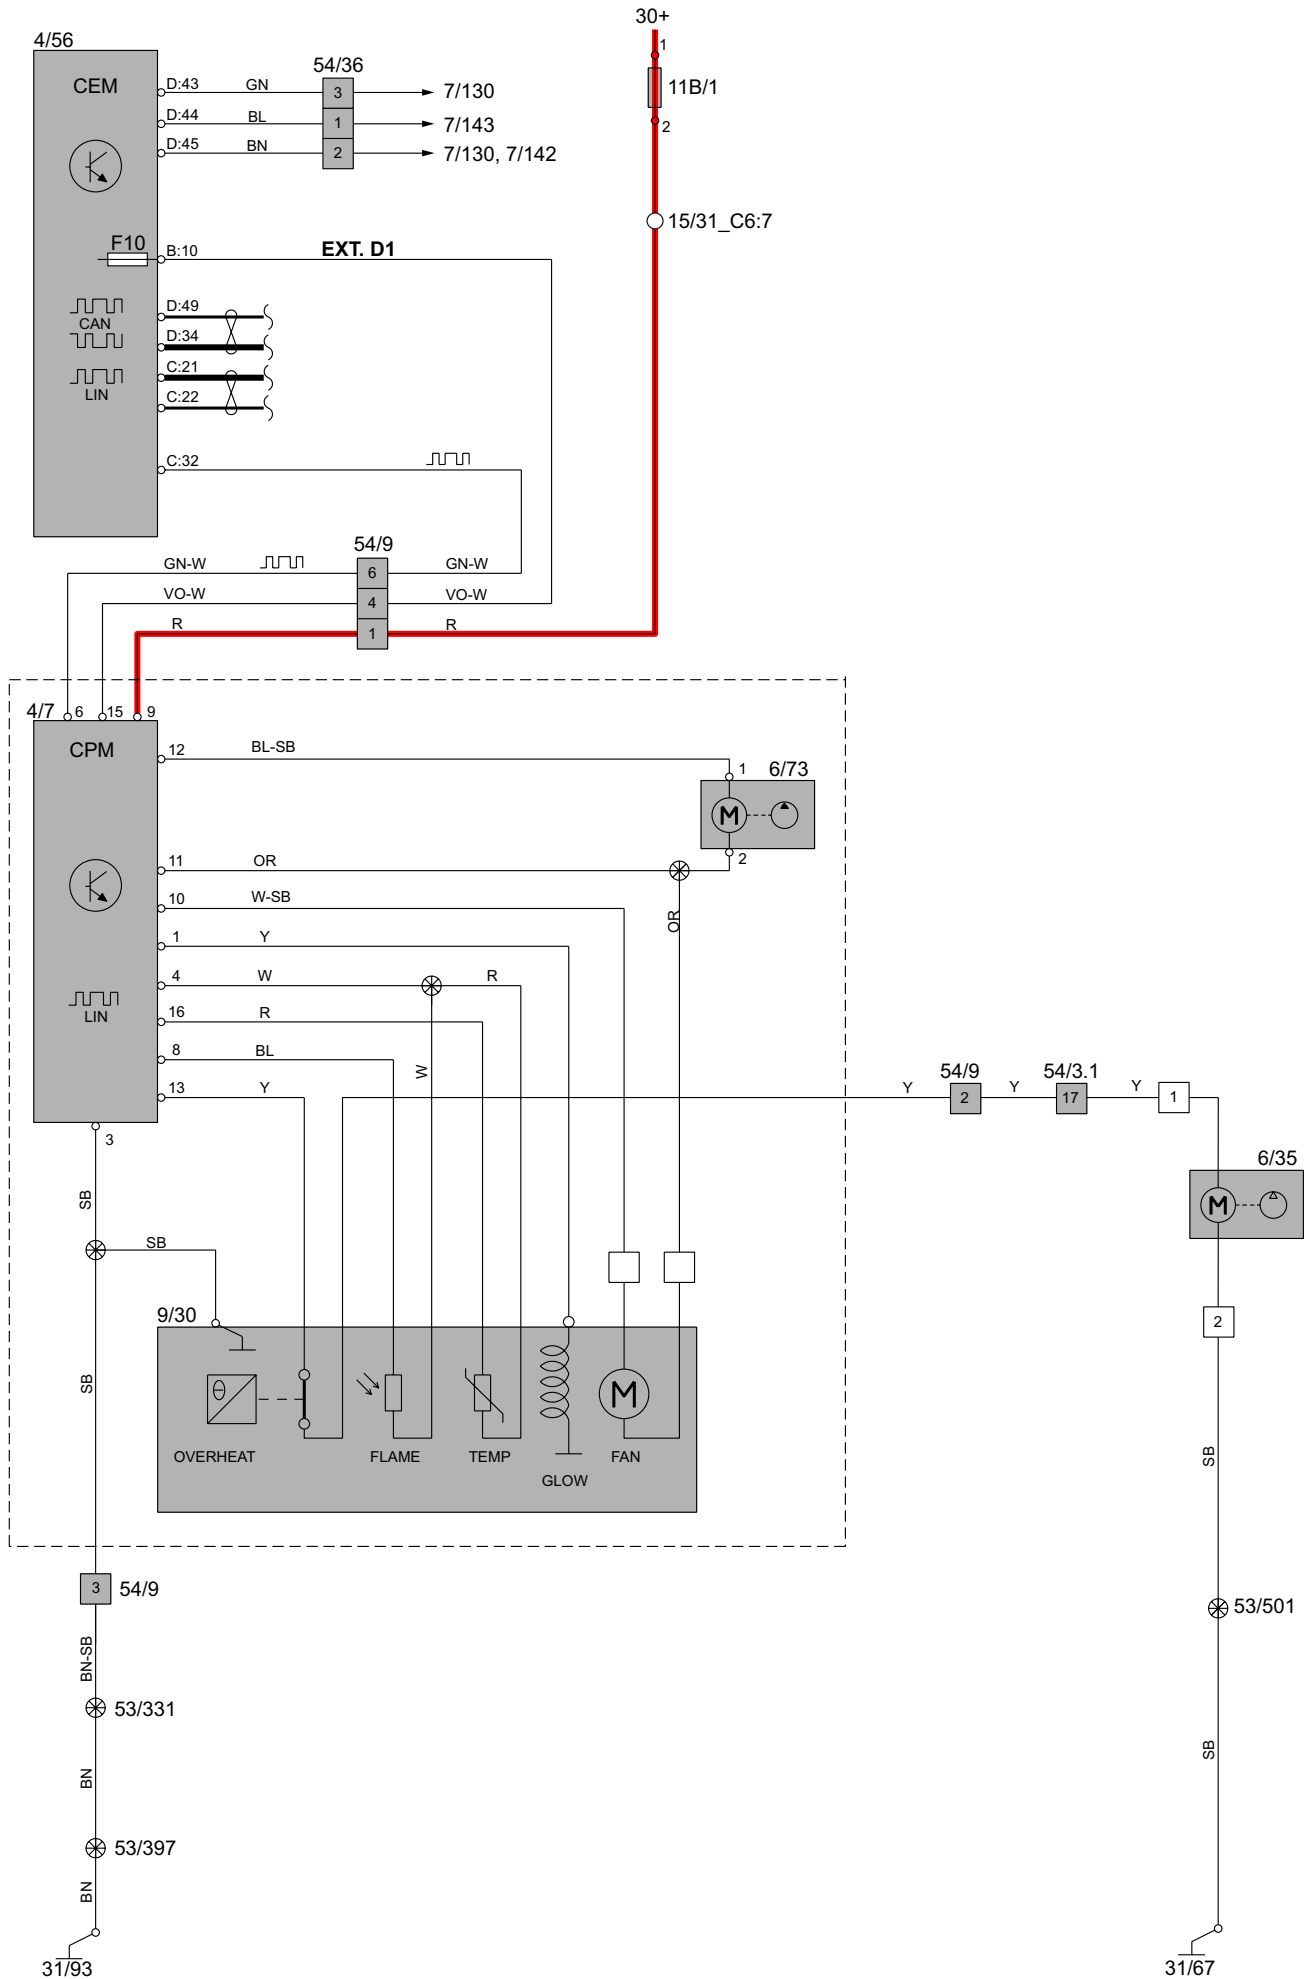 30+
4/56
1
CEM
54/36
11B/1
D:43
GN
3
7/130
D:44
BL
1
7/143
2
D:45
BN
2
7/130, 7/142
15/31_C6:7
F10
B:10
EXT. D1
D:49
CAN
D:34
C:21
LIN
C:22
C:32
54/9
GN-W
6
GN-W
VO-W
4
VO-W
R
1
R
4/7
6
15
9
CPM
12
BL-SB
1
6/73
M
2
11
OR
10
W-SB
OR
1
Y
4
W
R
LIN
16
R
8
BL
W
13
Y
Y
54/9
2
Y
54/3.1
17
Y
1
3
6/35
M
SB
SB
9/30
2
SB
Θ
M
OVERHEAT
FLAME
TEMP
FAN
GLOW
SB
3
54/9
53/501
BN-SB
53/331
SB
BN
53/397
BN
31/93
31/67